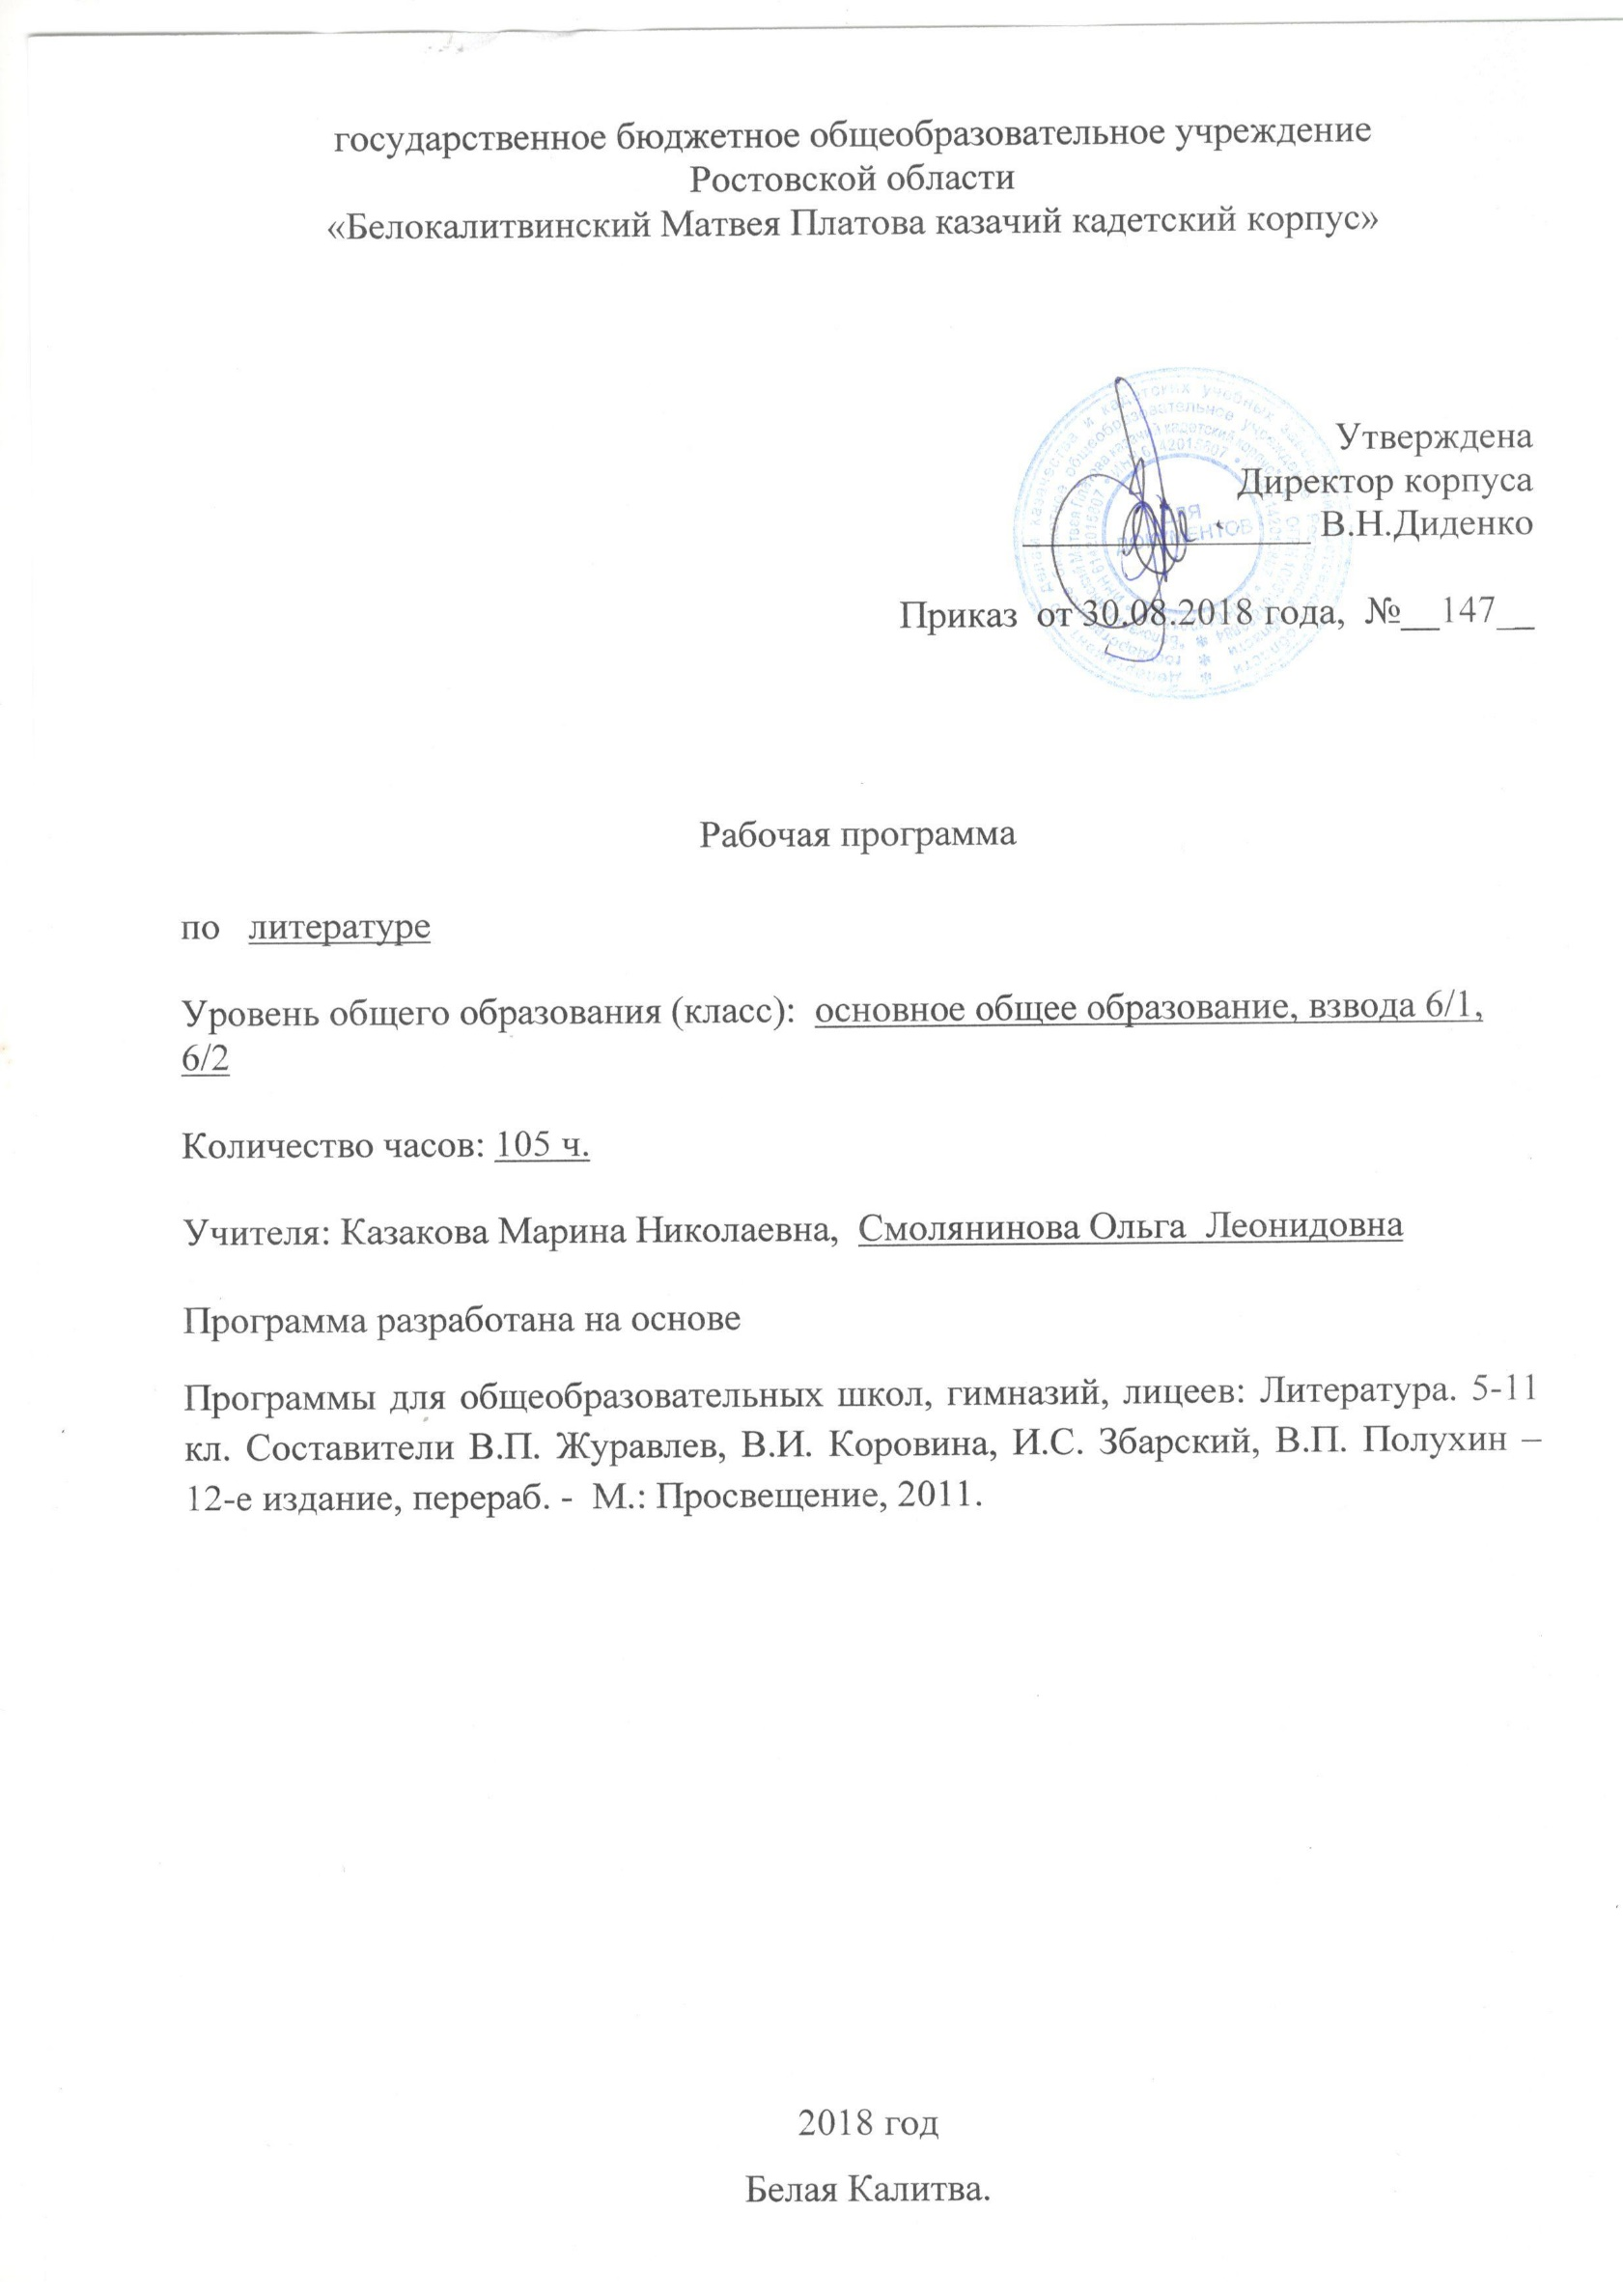 государственное бюджетное общеобразовательное учреждение
Ростовской области
«Белокалитвинский Матвея Платова казачий кадетский корпус»
Утверждена
Директор корпуса
В.Н.Диденко
ДЛЯ
ДОКУМЕНТОВ
Приказ от 30.08.2018 года, №__147__
Рабочая программа
по литературе
Уровень общего образования (класс): основное общее образование, взвода 6/1,
6/2
Количество часов: 105 ч.
Учителя: Казакова Марина Николаевна, Смолянинова Ольга Леонидовна
Программа разработана на основе
Программы для общеобразовательных школ, гимназий, лицеев: Литература. 5-11
кл. Составители В.П. Журавлев, В.И. Коровина, И.С. Збарский, В.П. Полухин –
12-е издание, перераб. - М.: Просвещение, 2011.
2018 год
Белая Калитва.